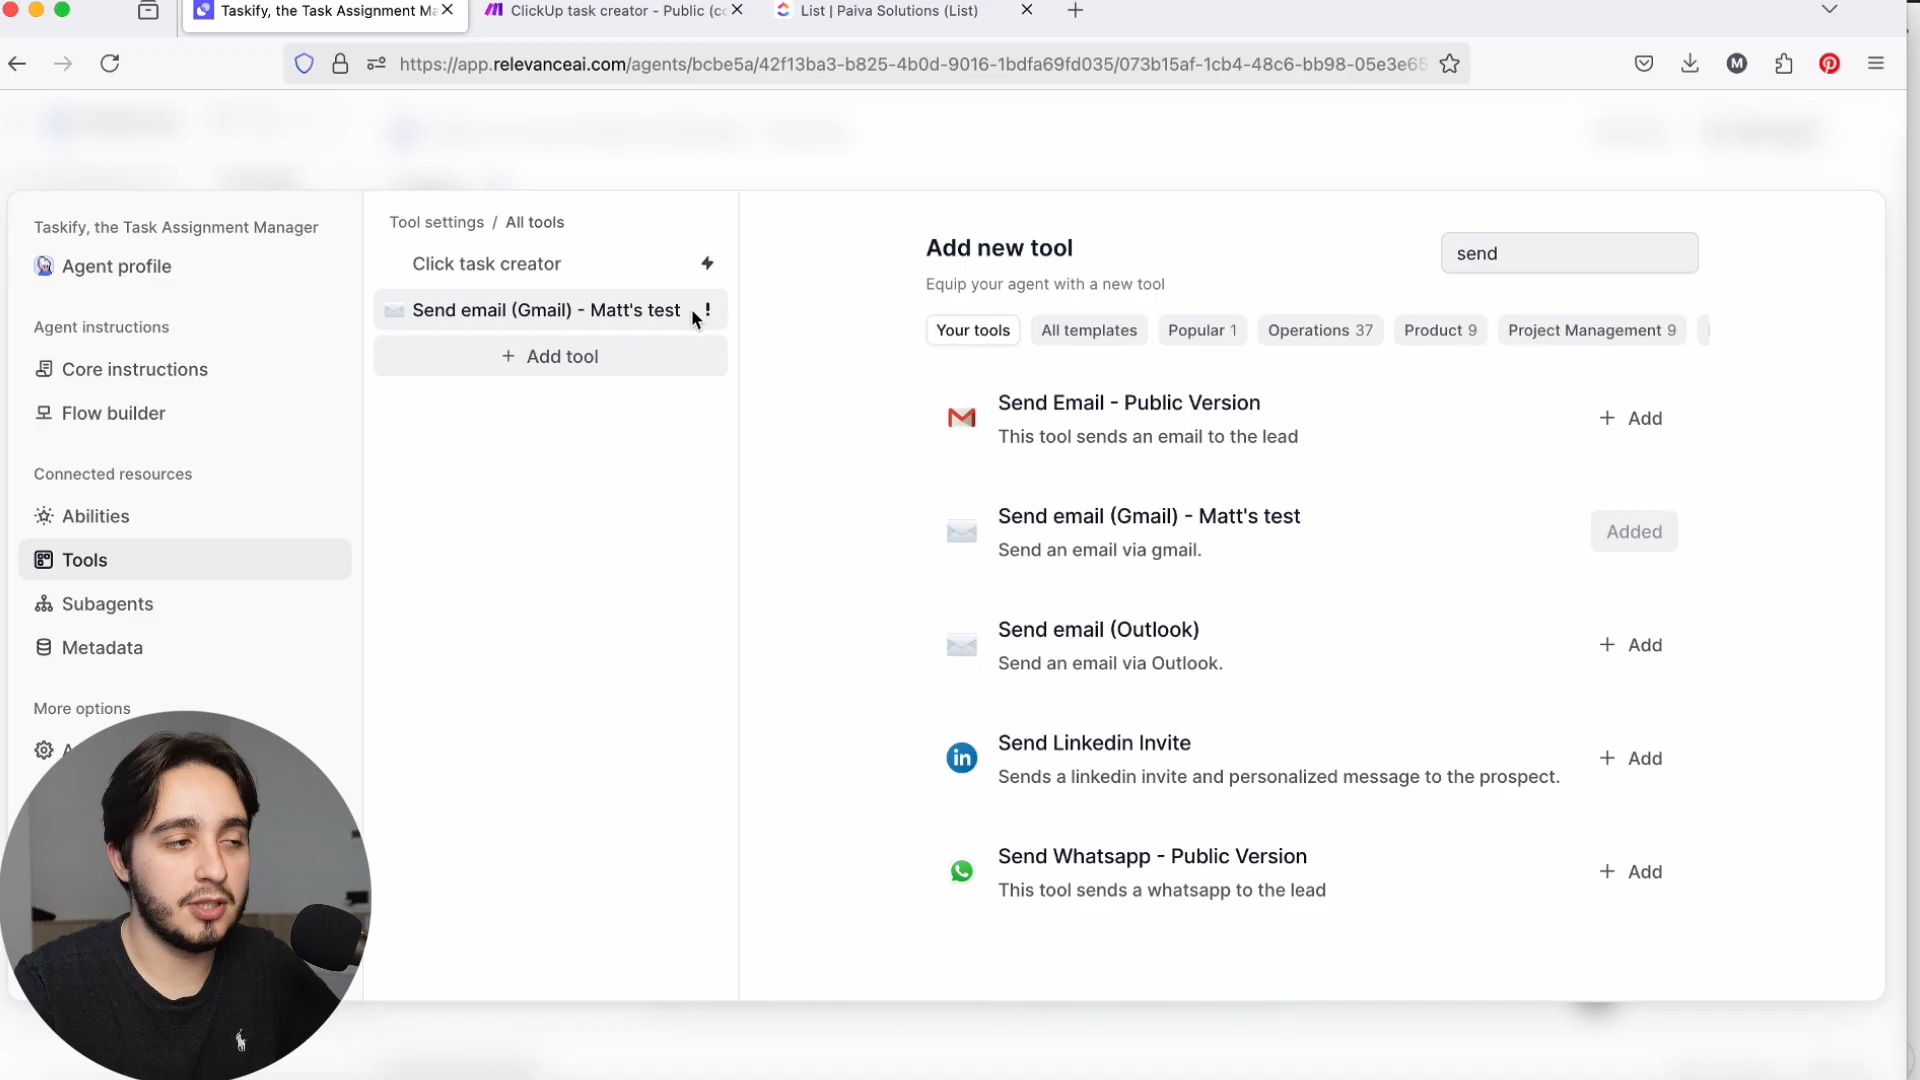 Taskify, the Task Assignment Ma
ClickUp task creator - Public (co
List | Paiva Solutions (List)
https://app.relevanceai.com/agents/bcbe5a/42f13ba3-b825-4b0d-9016-1bdfa69fd035/073b15af-1cb4-48c6-bb98-05e3e65
M
Taskify, the Task Assignment Manager
Agent profile
Agent instructions
Core instructions
Flow builder
Connected resources
Abilities
Tools
Subagents
Metadata
More options
Tool settings / All tools
Click task creator
Send email (Gmail) - Matt's test !
+ Add tool
Add new tool
send
Equip your agent with a new tool
Your tools
All templates
Popular 1
Operations 37
Product 9
Project Management 9
Send Email - Public Version
This tool sends an email to the lead
+ Add
Send email (Gmail) - Matt's test
Send an email via gmail.
Added
Send email (Outlook)
Send an email via Outlook.
+ Add
Send Linkedin Invite
Sends a linkedin invite and personalized message to the prospect.
+ Add
Send Whatsapp - Public Version
This tool sends a whatsapp to the lead
+ Add